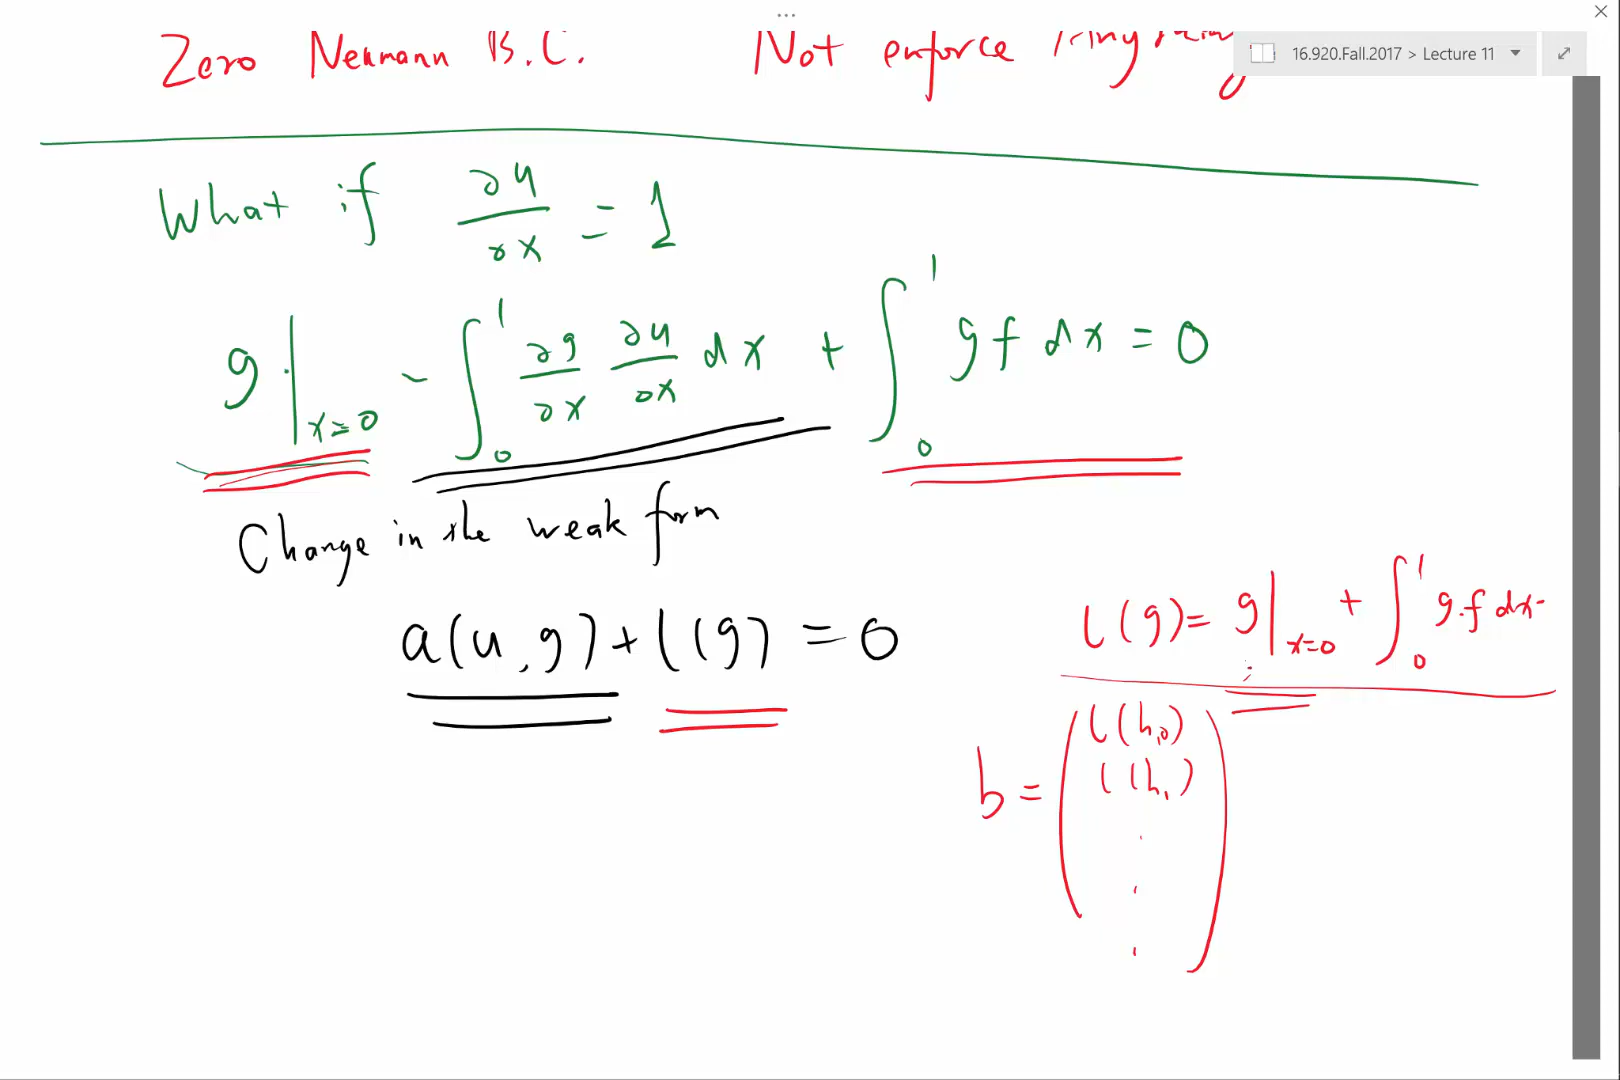 Zero Neumann B.C. Not enforce
16.920.Fall.2017 > Lecture 11
What if ∂u/∂x = 1
g|x=0 - ∫₀¹ ∂g/∂x ∂u/∂x dx + ∫₀¹ g f dx = 0
Change in the weak form
a(u, g) + l(g) = 0
l(g) = g|x=0 + ∫₀¹ g·f dx
b = ( l(h₀)
l(h₁)
.
.
. )